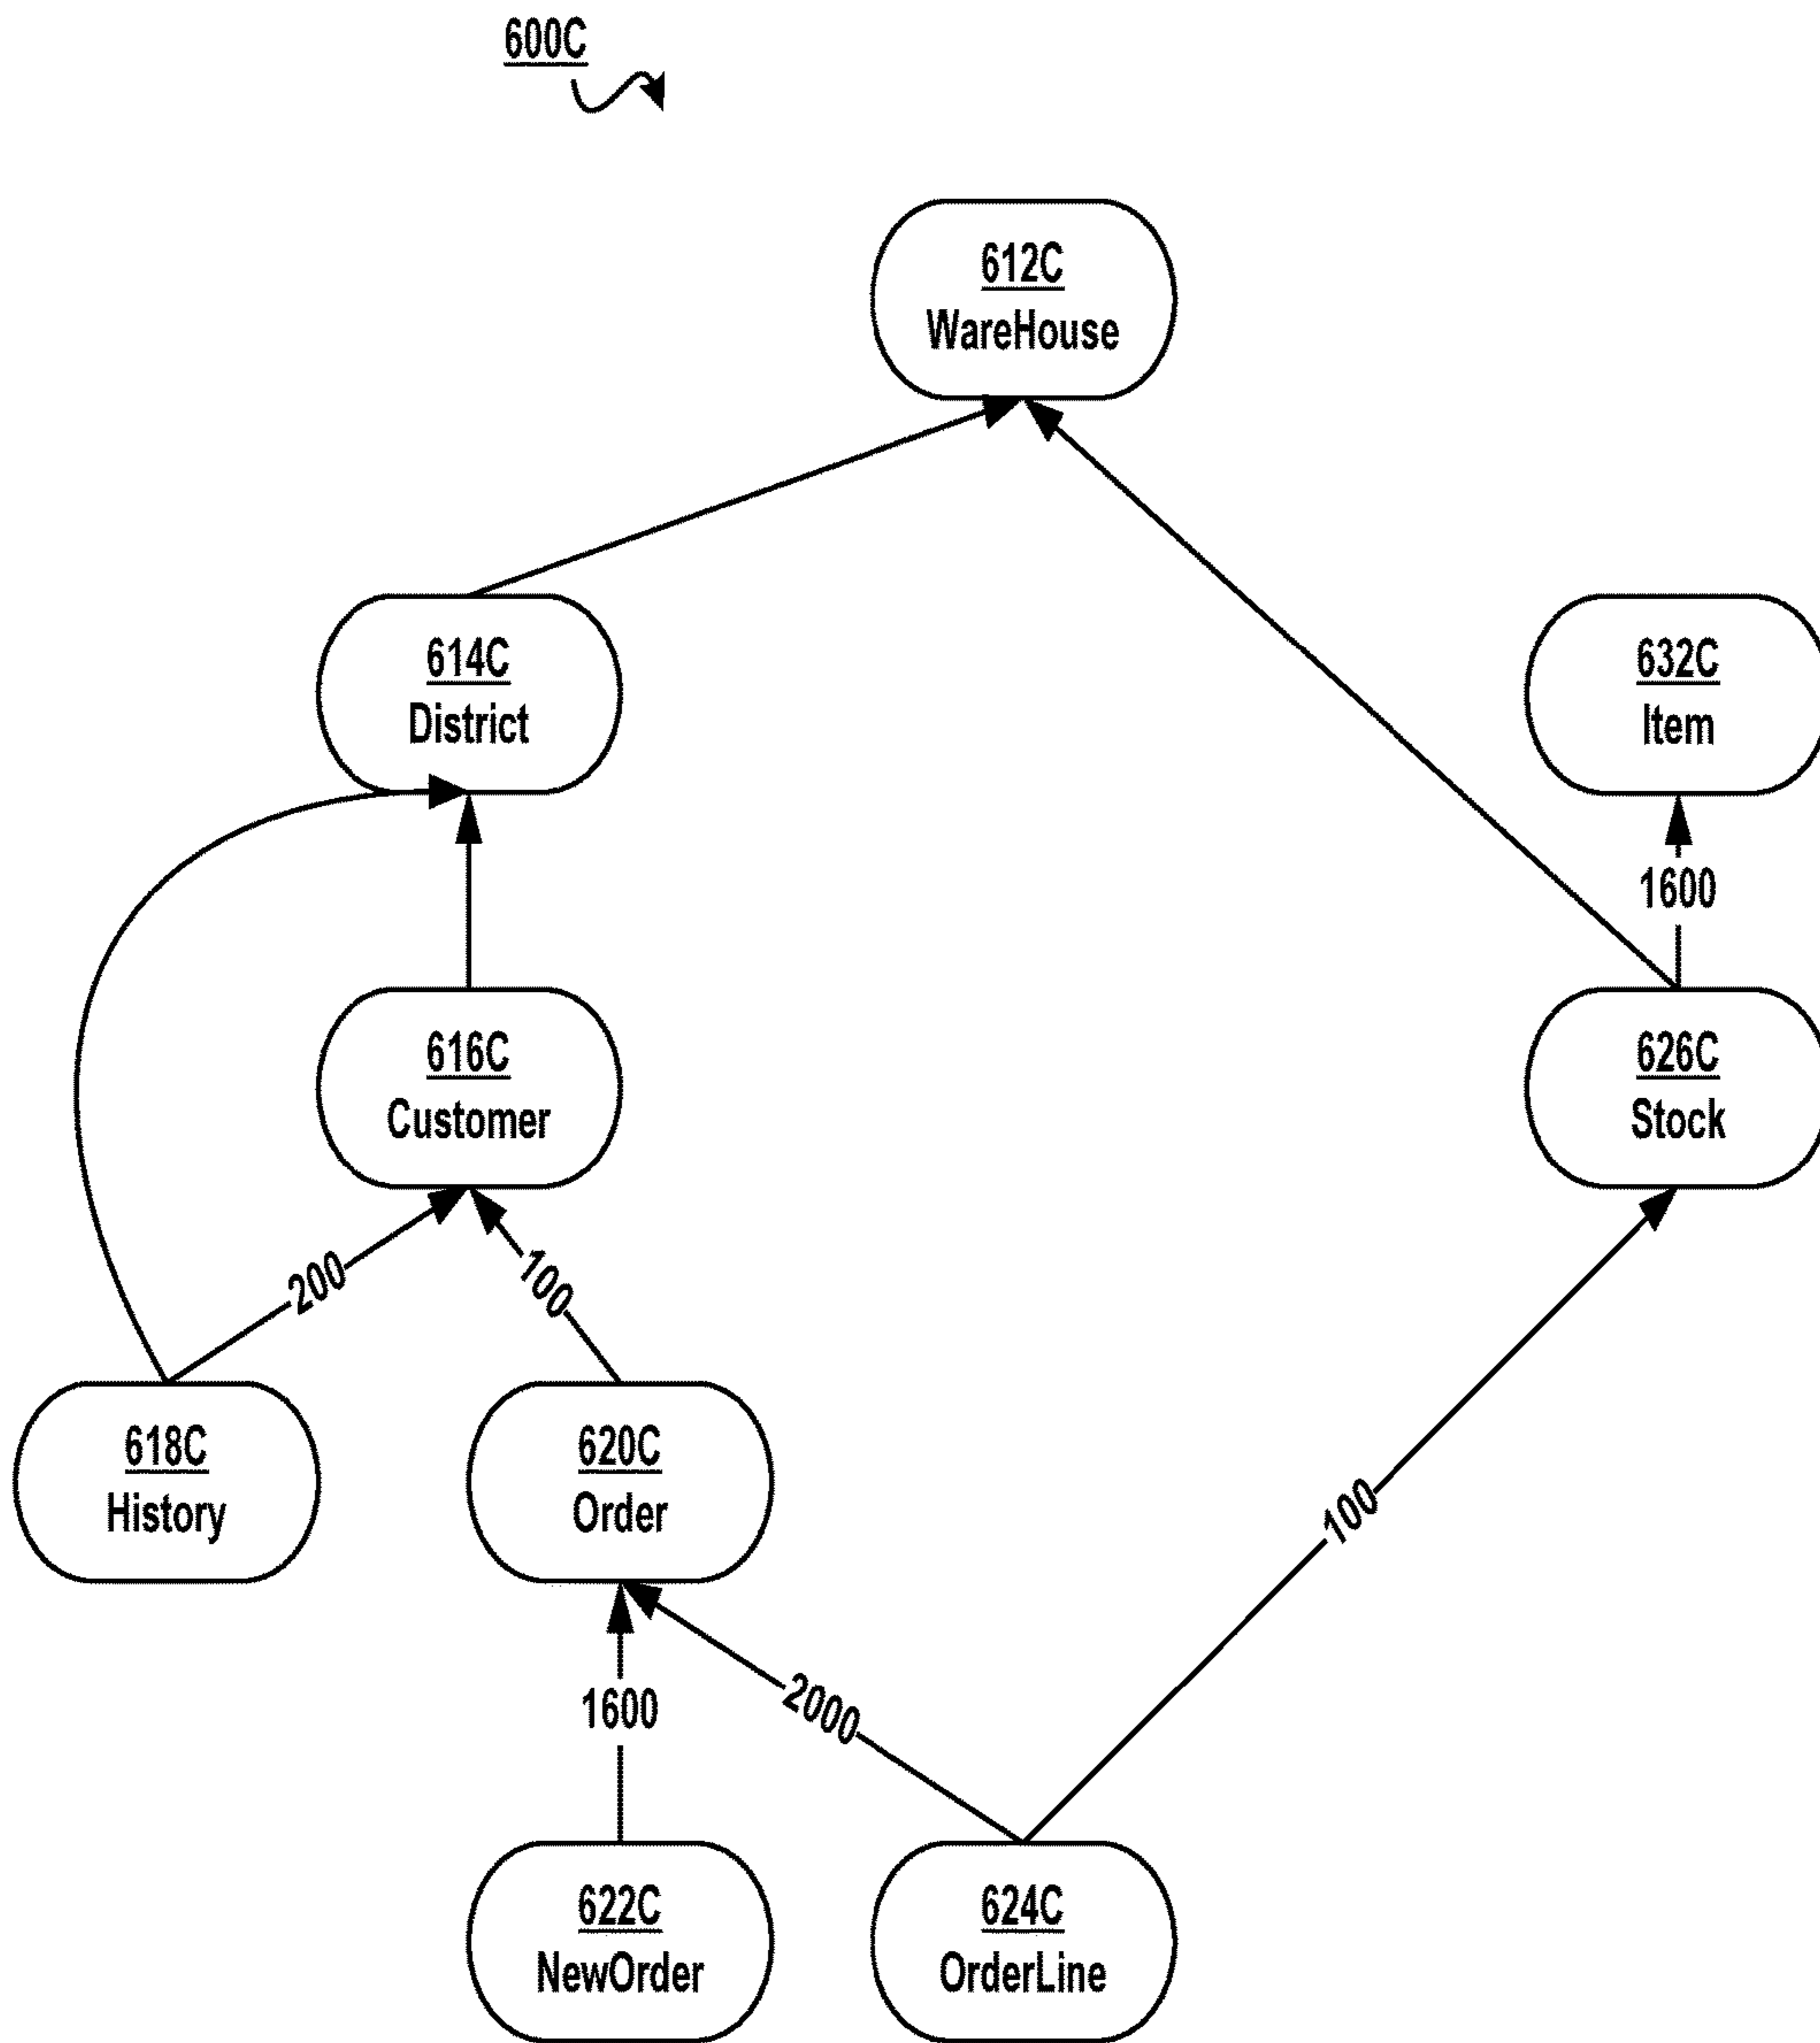 600C
612C
WareHouse
614C
District
632C
Item
1600
616C
Customer
626C
Stock
200
100
618C
History
620C
Order
100
1600
2000
622C
NewOrder
624C
OrderLine